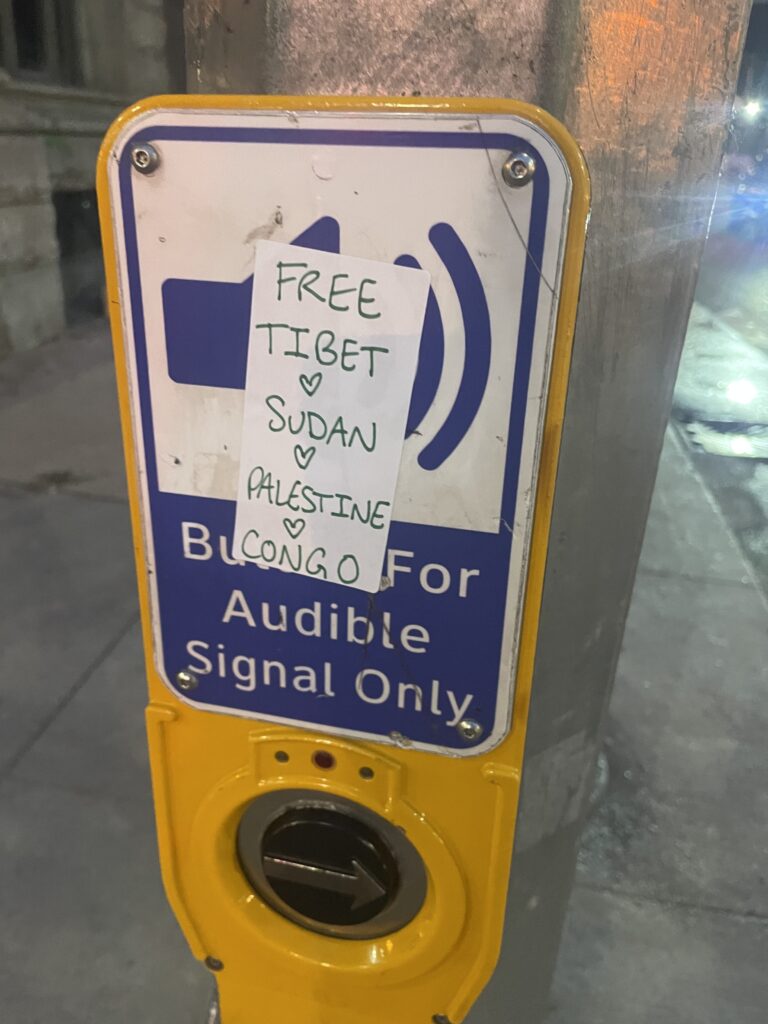 FREE
TIBET
♡
SUDAN
♡
PALESTINE
♡
CONGO
For
Audible
Signal Only